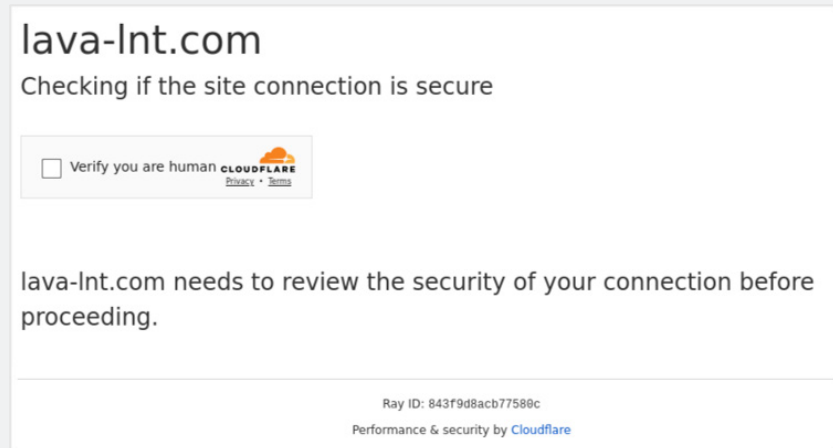 lava-lnt.com
Checking if the site connection is secure
Verify you are human
CLOUDFLARE
Privacy • Terms
lava-lnt.com needs to review the security of your connection before
proceeding.
Ray ID: 843f9d8acb77580c
Performance & security by Cloudflare